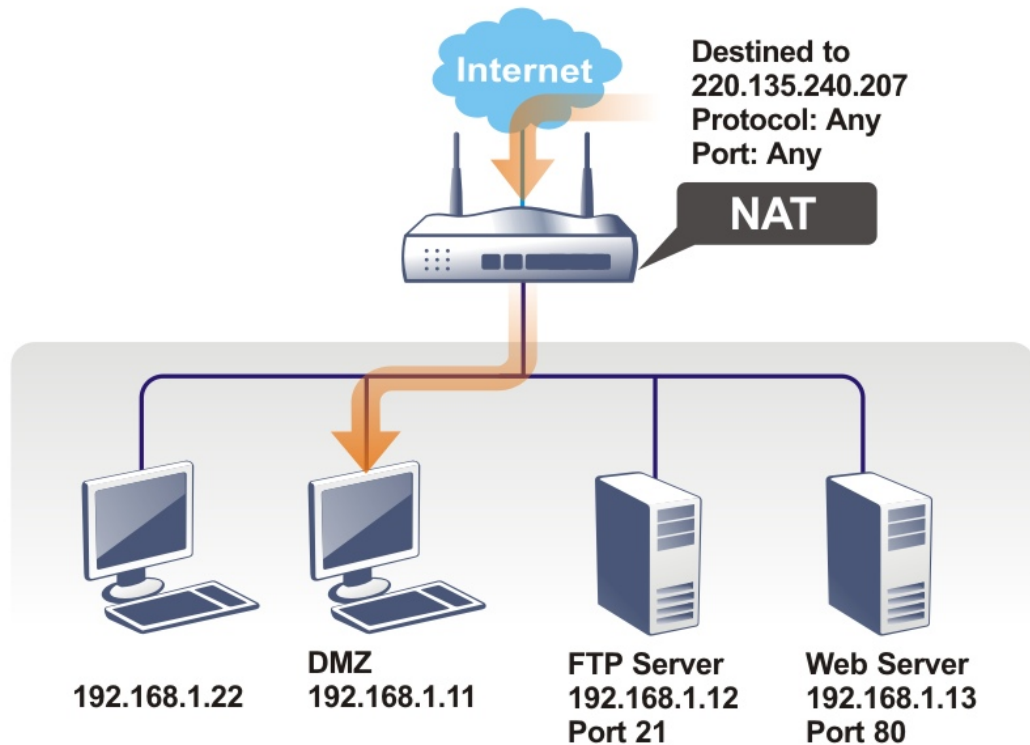 Internet
Destined to
220.135.240.207
Protocol: Any
Port: Any
NAT
192.168.1.22
DMZ
192.168.1.11
FTP Server
192.168.1.12
Port 21
Web Server
192.168.1.13
Port 80